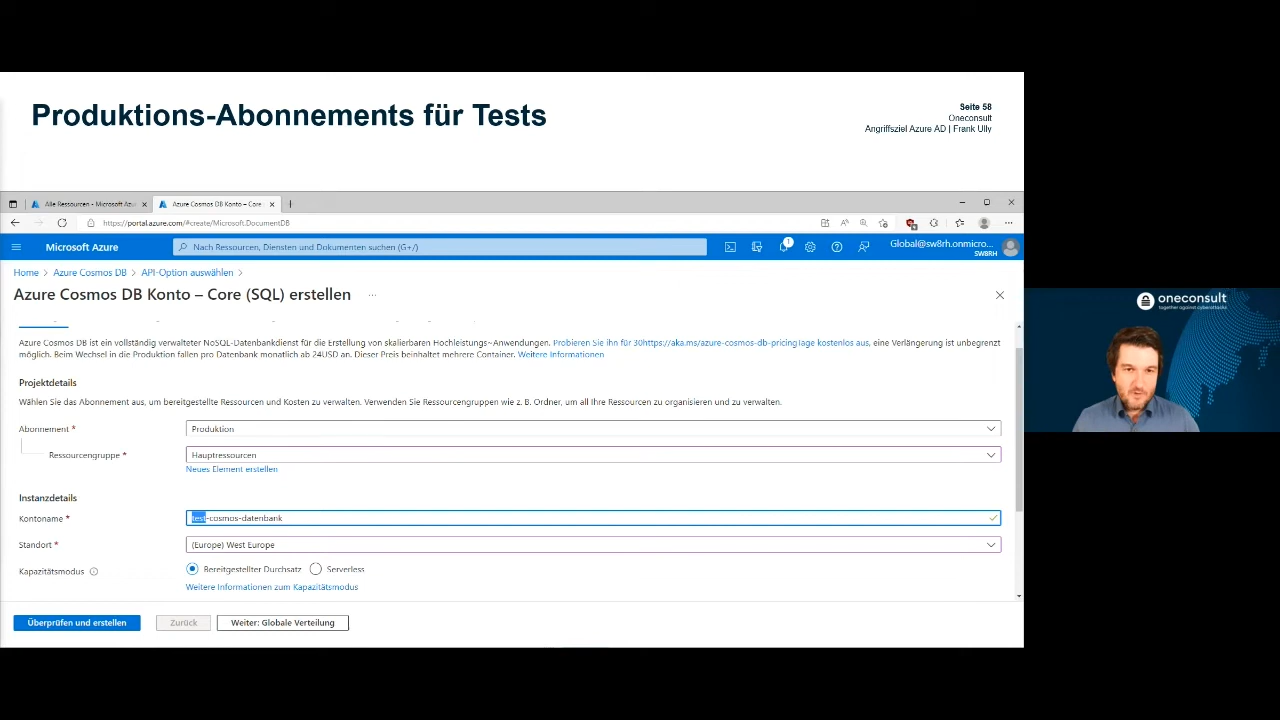 Produktions-Abonnements für Tests
Seite 58
Oneconsult
Angriffsziel Azure AD | Frank Ully
Alle Ressourcen - Microsoft Az
Azure Cosmos DB Konto – Core
https://portal.azure.com/#create/Microsoft.DocumentDB
Microsoft Azure
Nach Ressourcen, Diensten und Dokumenten suchen (G+/)
1
Global@sw8rh.onmicro...
SW8RH
Home > Azure Cosmos DB > API-Option auswählen >
Azure Cosmos DB Konto – Core (SQL) erstellen ...
Azure Cosmos DB ist ein vollständig verwalteter NoSQL-Datenbankdienst für die Erstellung von skalierbaren Hochleistungs~Anwendungen. Probieren Sie ihn für 30https://aka.ms/azure-cosmos-db-pricingTage kostenlos aus, eine Verlängerung ist unbegrenzt
möglich. Beim Wechsel in die Produktion fallen pro Datenbank monatlich ab 24USD an. Dieser Preis beinhaltet mehrere Container. Weitere Informationen
Projektdetails
Wählen Sie das Abonnement aus, um bereitgestellte Ressourcen und Kosten zu verwalten. Verwenden Sie Ressourcengruppen wie z. B. Ordner, um all Ihre Ressourcen zu organisieren und zu verwalten.
Abonnement *
Produktion
Ressourcengruppe *
Hauptressourcen
Neues Element erstellen
Instanzdetails
Kontoname *
test-cosmos-datenbank
Standort *
(Europe) West Europe
Kapazitätsmodus
Bereitgestellter Durchsatz
Serverless
Weitere Informationen zum Kapazitätsmodus
Überprüfen und erstellen
Zurück
Weiter: Globale Verteilung
oneconsult
together against cyberattacks